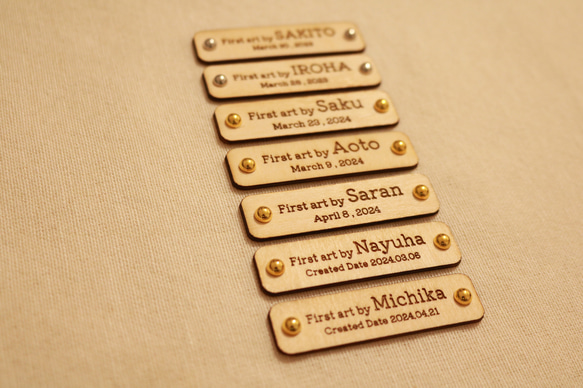 First art by SAKITO
First art by IROHA
First art by Saku
March 23, 2024
First art by Aoto
March 9, 2024
First art by Saran
April 8, 2024
First art by Nayuha
Created Date 2024.03.06
First art by Michika
Created Date 2024.04.21